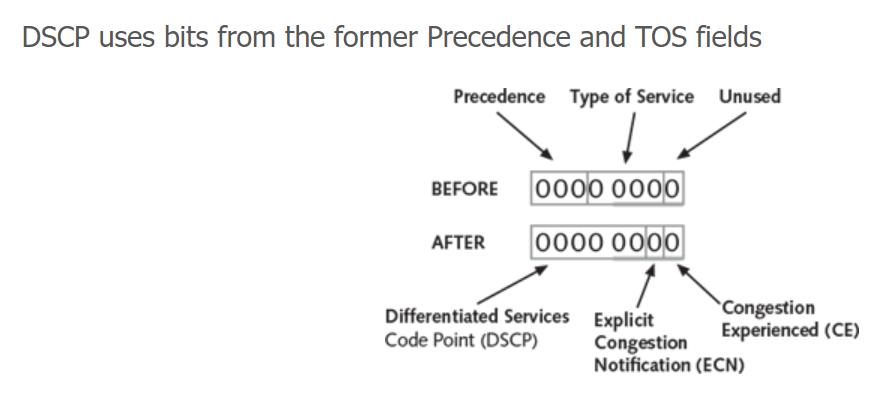 DSCP uses bits from the former Precedence and TOS fields
Precedence Type of Service Unused
BEFORE 0000 0000
AFTER 0000 0000
Differentiated Services
Code Point (DSCP)
Explicit
Congestion
Notification (ECN)
Congestion
Experienced (CE)